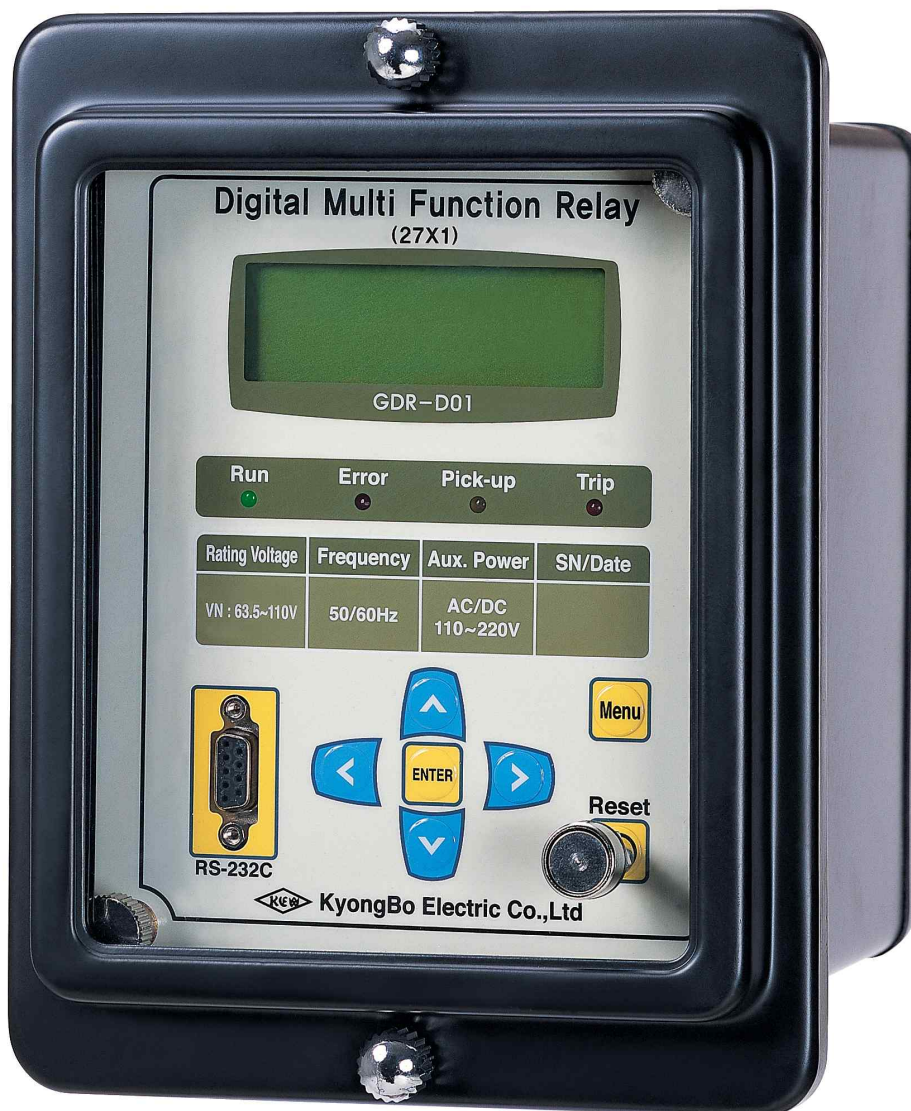 Digital Multi Function Relay
(27X1)
GDR-D01
Run Error Pick-up Trip
Rating Voltage Frequency Aux. Power SN/Date
VN : 63.5~110V 50/60Hz AC/DC
110~220V
Menu
ENTER
Reset
RS-232C
KyongBo Electric Co.,Ltd